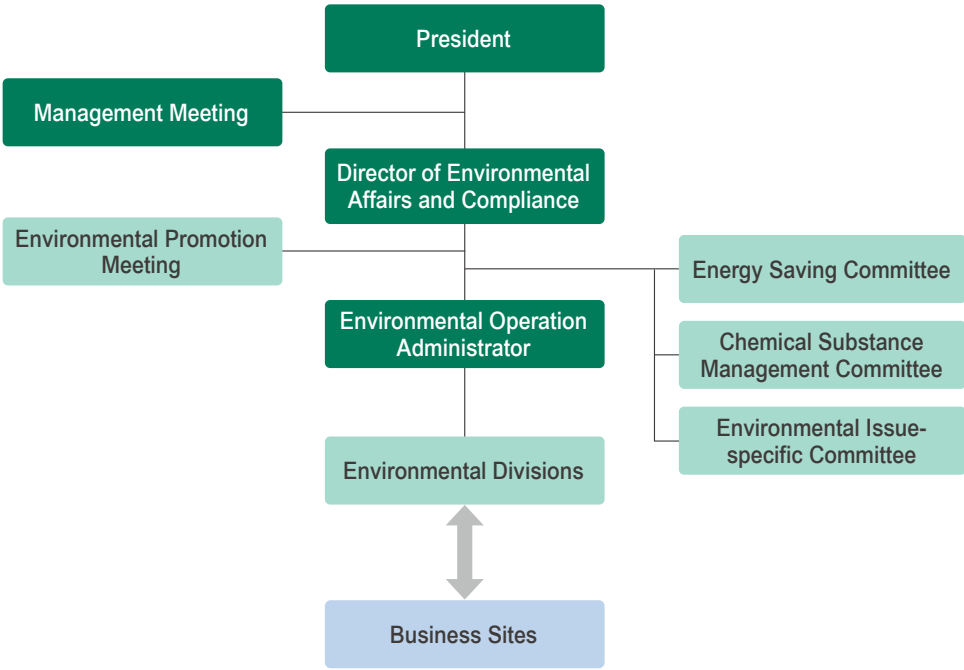 President
Management Meeting
Director of Environmental
Affairs and Compliance
Environmental Promotion
Meeting
Energy Saving Committee
Environmental Operation
Administrator
Chemical Substance
Management Committee
Environmental Issue-
specific Committee
Environmental Divisions
Business Sites